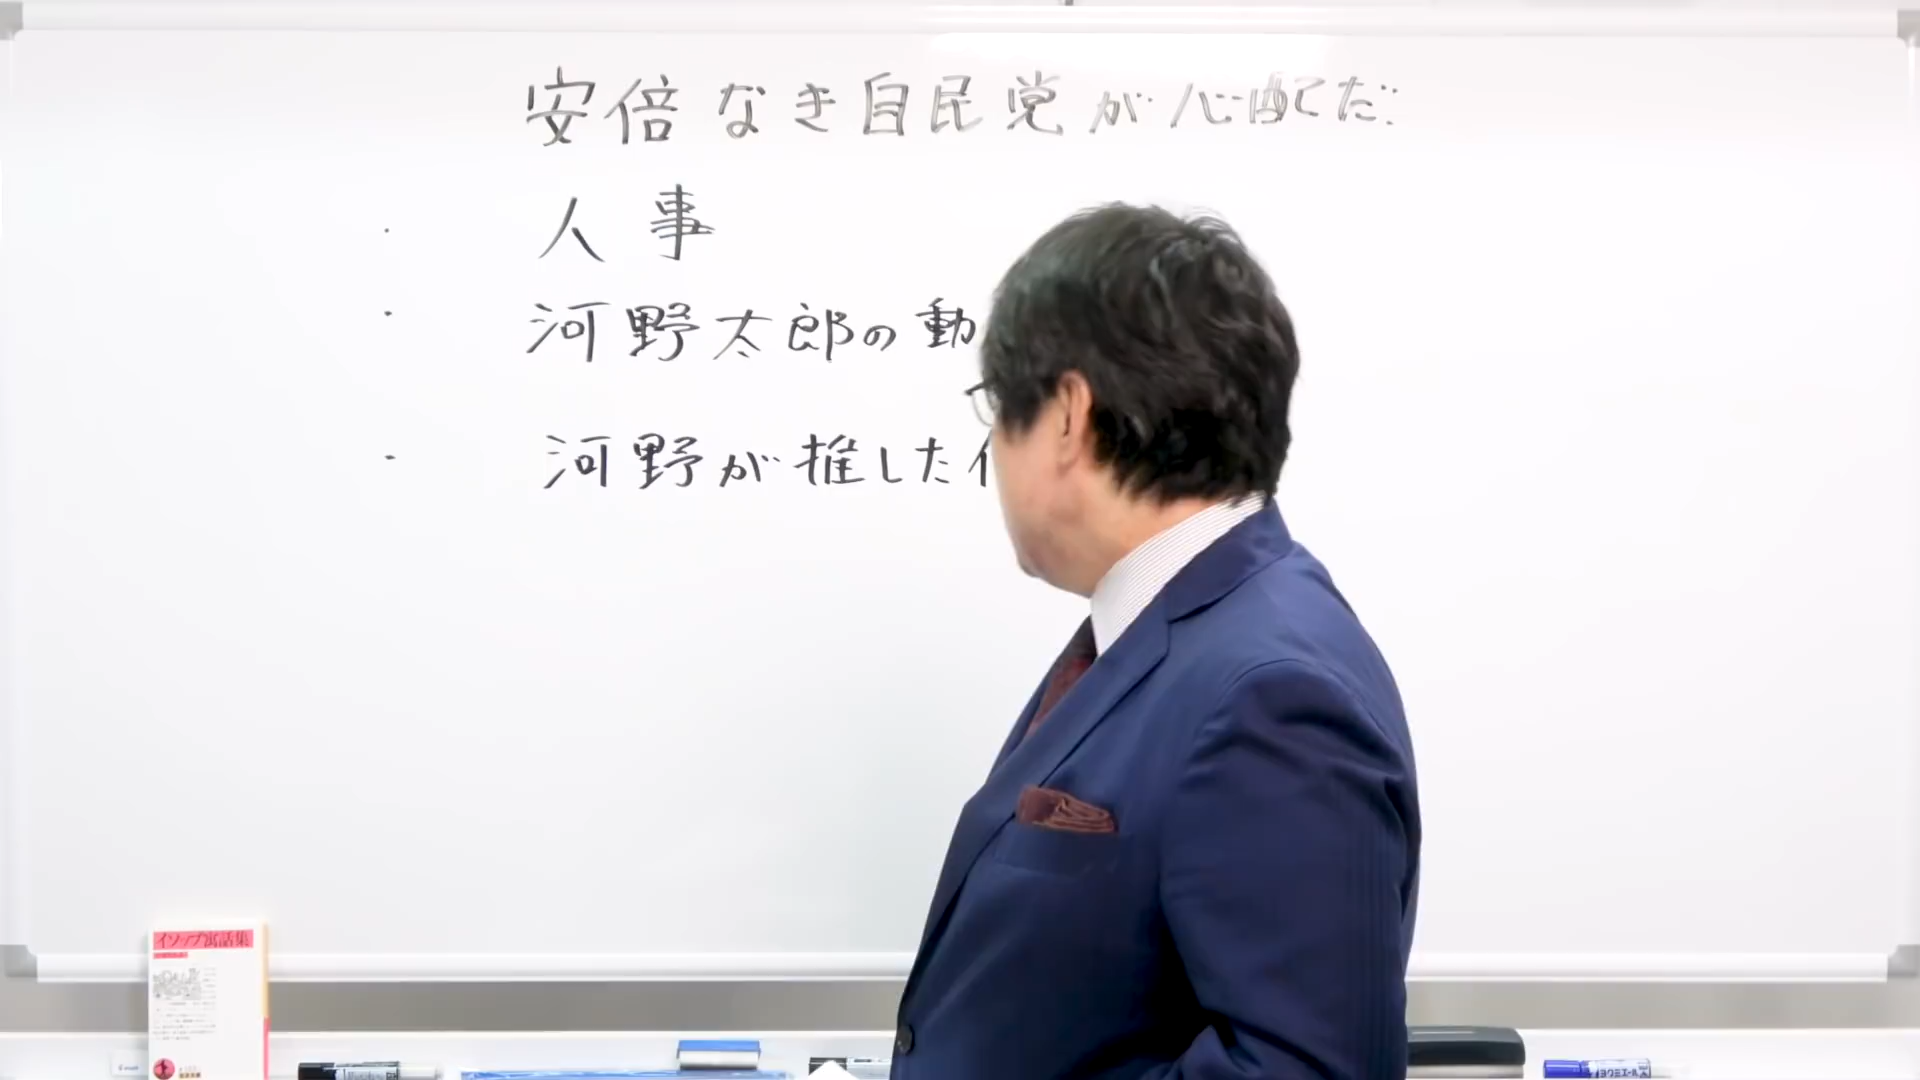 安倍なき自民党が心配だ
・ 人事
・ 河野太郎の動
・ 河野が推した
イソップ寓話集